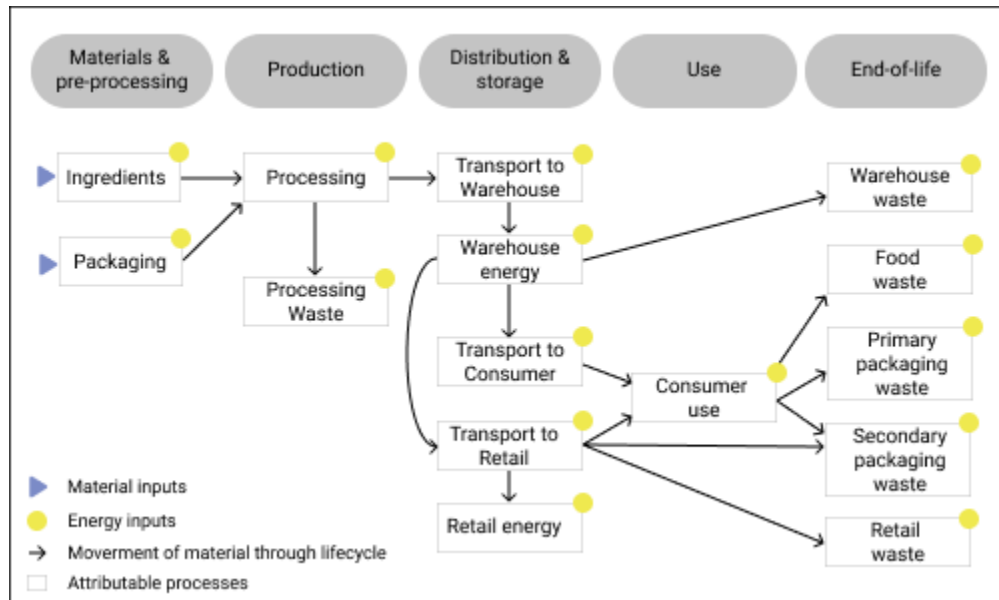 Materials &
pre-processing
Production
Distribution &
storage
Use
End-of-life
Ingredients
Processing
Transport to
Warehouse
Warehouse
waste
Packaging
Processing
Waste
Warehouse
energy
Food
waste
Transport to
Consumer
Consumer
use
Primary
packaging
waste
Transport to
Retail
Secondary
packaging
waste
Retail energy
Retail
waste
Material inputs
Energy inputs
Moverment of material through lifecycle
Attributable processes